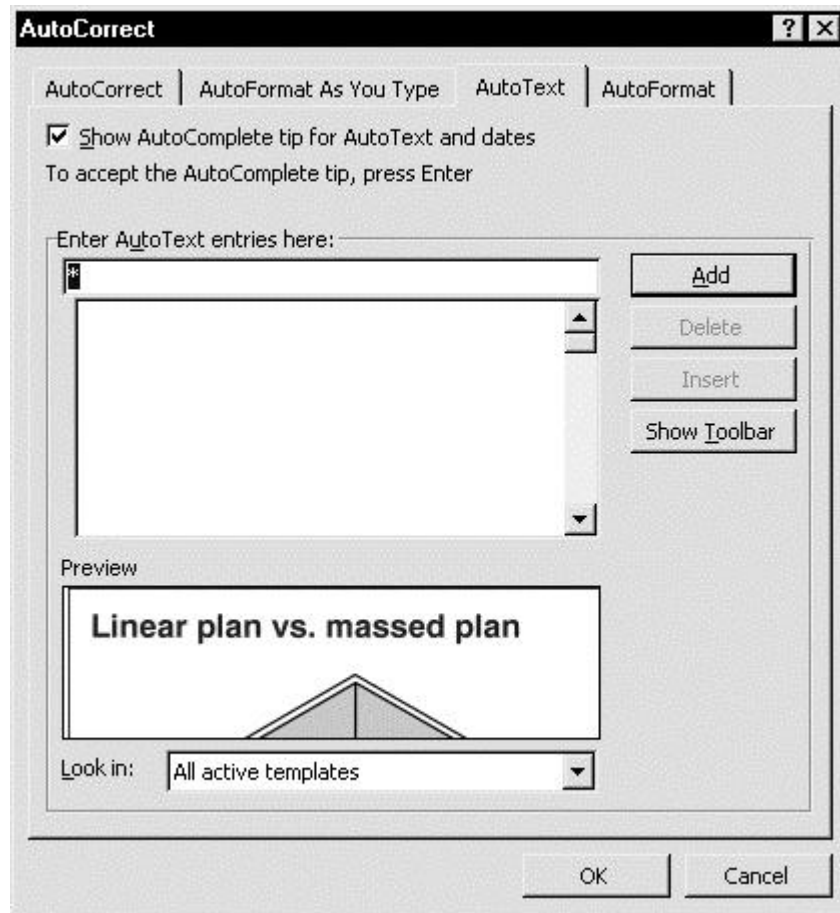 AutoCorrect
AutoCorrect AutoFormat As You Type AutoText AutoFormat
Show AutoComplete tip for AutoText and dates
To accept the AutoComplete tip, press Enter
Enter AutoText entries here:
*
Add
Delete
Insert
Show Toolbar
Preview
Linear plan vs. massed plan
Look in: All active templates
OK Cancel